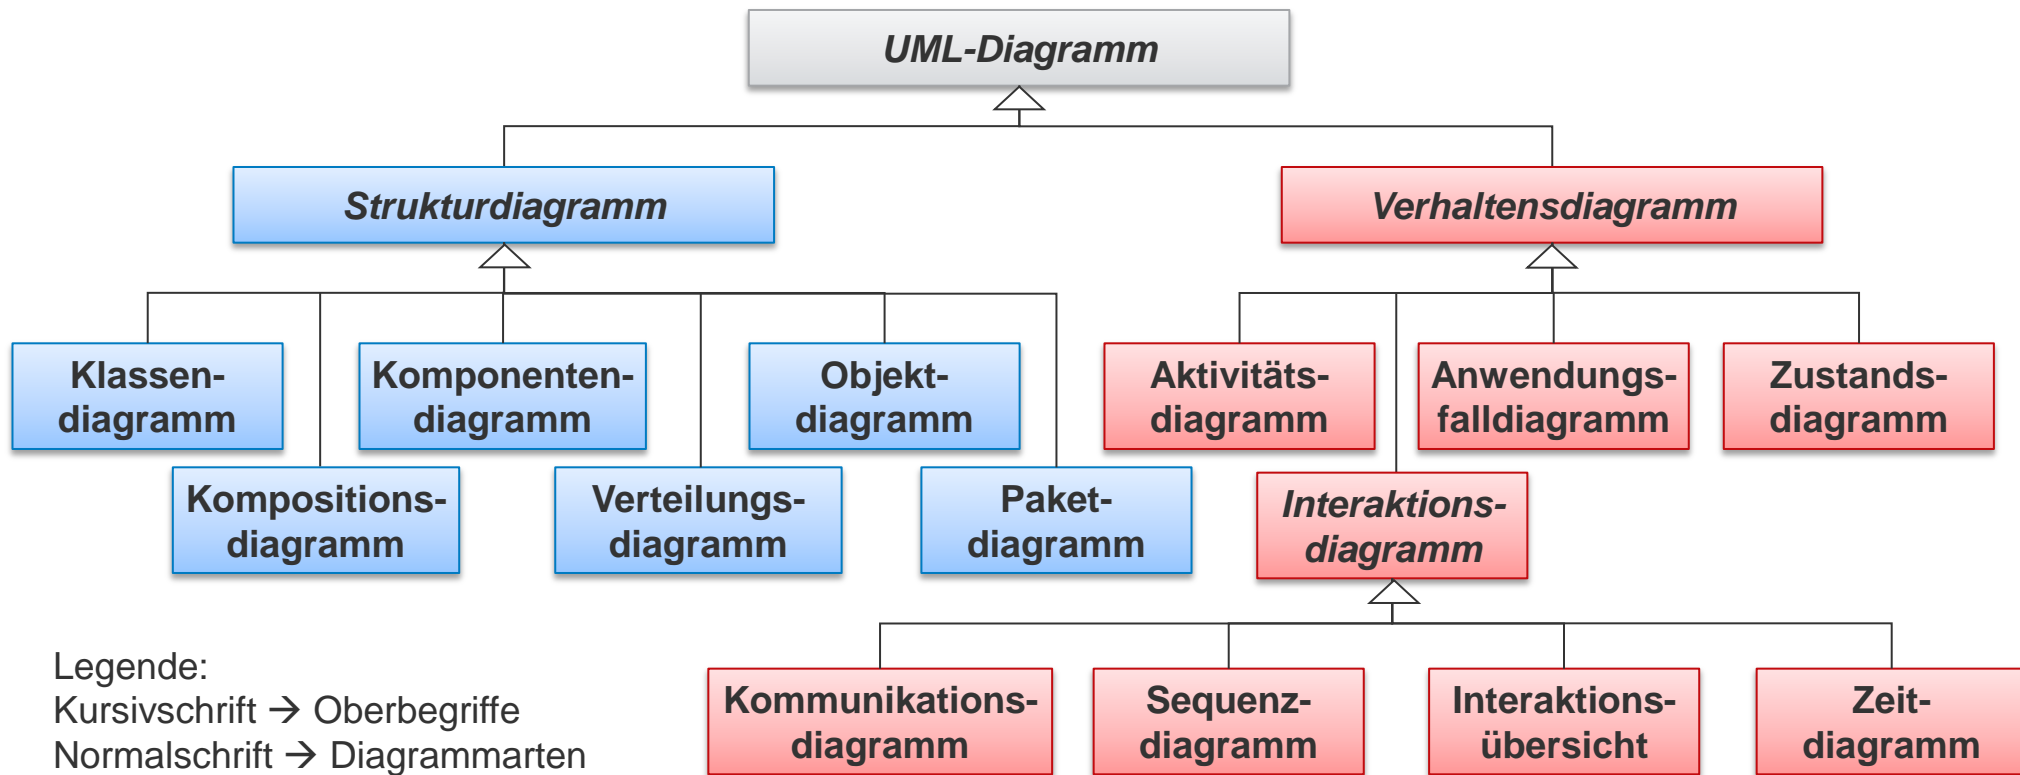 UML-Diagramm
Strukturdiagramm
Verhaltensdiagramm
Klassen-
diagramm
Komponenten-
diagramm
Objekt-
diagramm
Aktivitäts-
diagramm
Anwendungs-
falldiagramm
Zustands-
diagramm
Kompositions-
diagramm
Verteilungs-
diagramm
Paket-
diagramm
Interaktions-
diagramm
Kommunikations-
diagramm
Sequenz-
diagramm
Interaktions-
übersicht
Zeit-
diagramm
Legende:
Kursivschrift → Oberbegriffe
Normalschrift → Diagrammarten